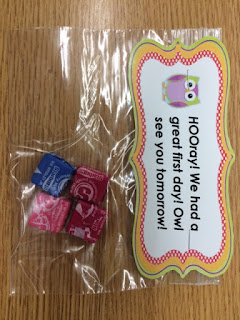 HOOray! We had a
great first day! Owl
see you tomorrow!